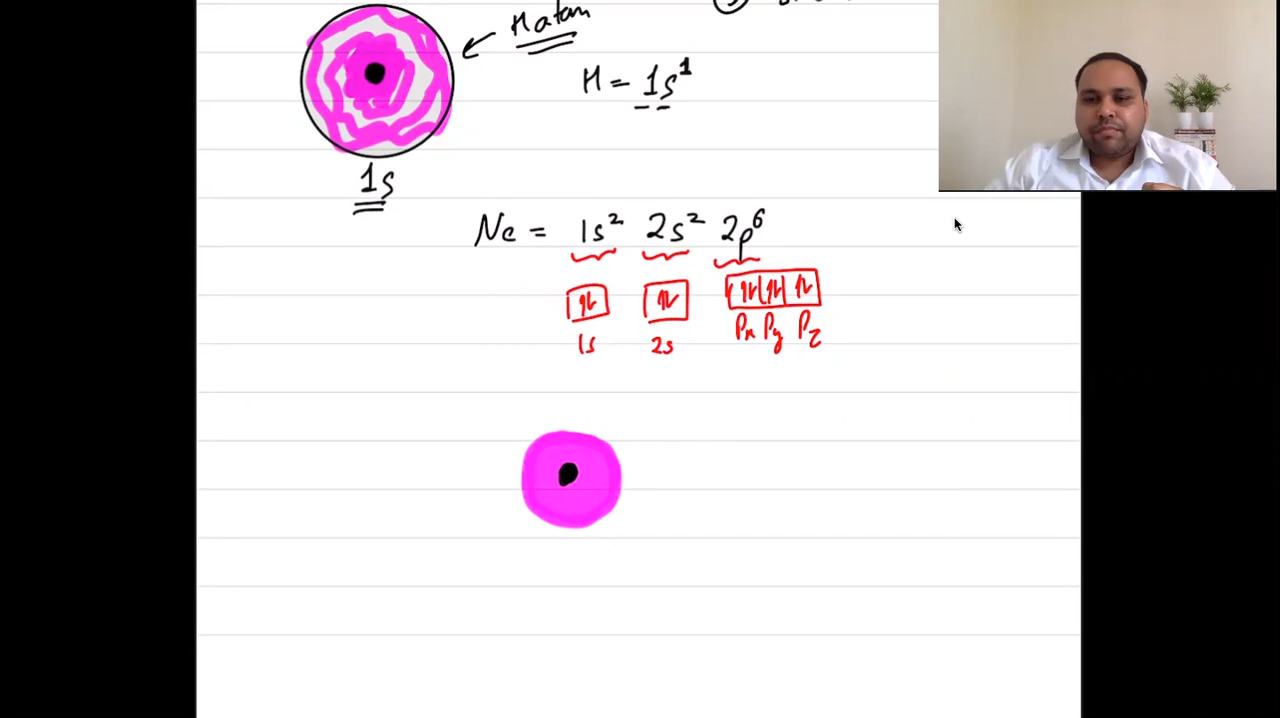 H atom
H = 1s¹
1s
Ne = 1s² 2s² 2p⁶
⥮ ⥮ ⥮ ⥮ ⥮
1s 2s Px Py Pz